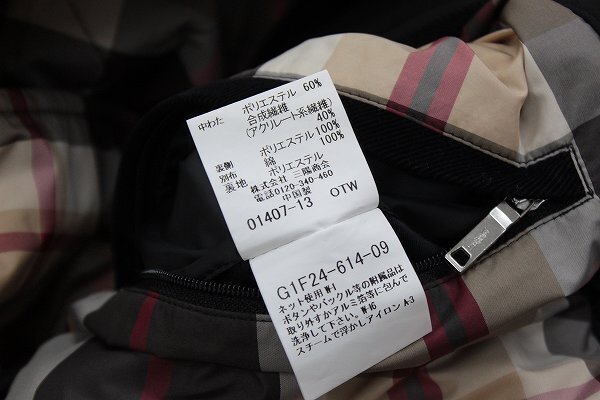 中わた ポリエステル 60%
合成繊維
(アクリレート系繊維)
40%
裏側 ポリエステル 100%
別布 綿 100%
裏地 ポリエステル
株式会社 三陽商会
電話0120-340-460
中国製
01407-13 OTW
G1F24-614-09
ネット使用 W-1
ボタンやバックル等の附属品は
取り外すかアルミ箔等に包んで
洗浄して下さい。W-16
スチームで浮かしアイロン A3